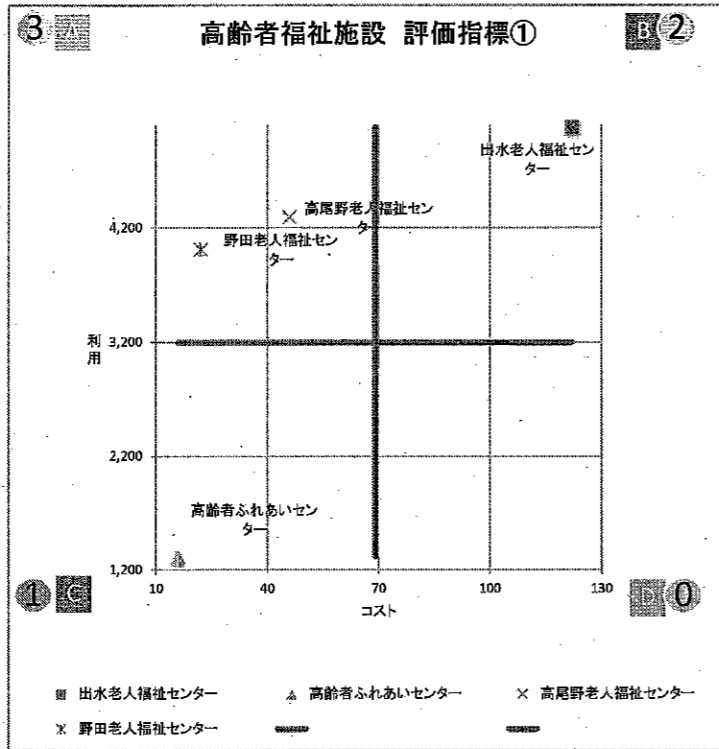 3 A 高齢者福祉施設 評価指標① B 2
出水老人福祉セン
ター
高尾野老人福祉セン
ター
4,200
野田老人福祉セン
ター
利用
3,200
2,200
高齢者ふれあいセン
ター
1,200
10 40 70 100 130
1 C コスト D 0
出水老人福祉センター 高齢者ふれあいセンター 高尾野老人福祉センター
野田老人福祉センター